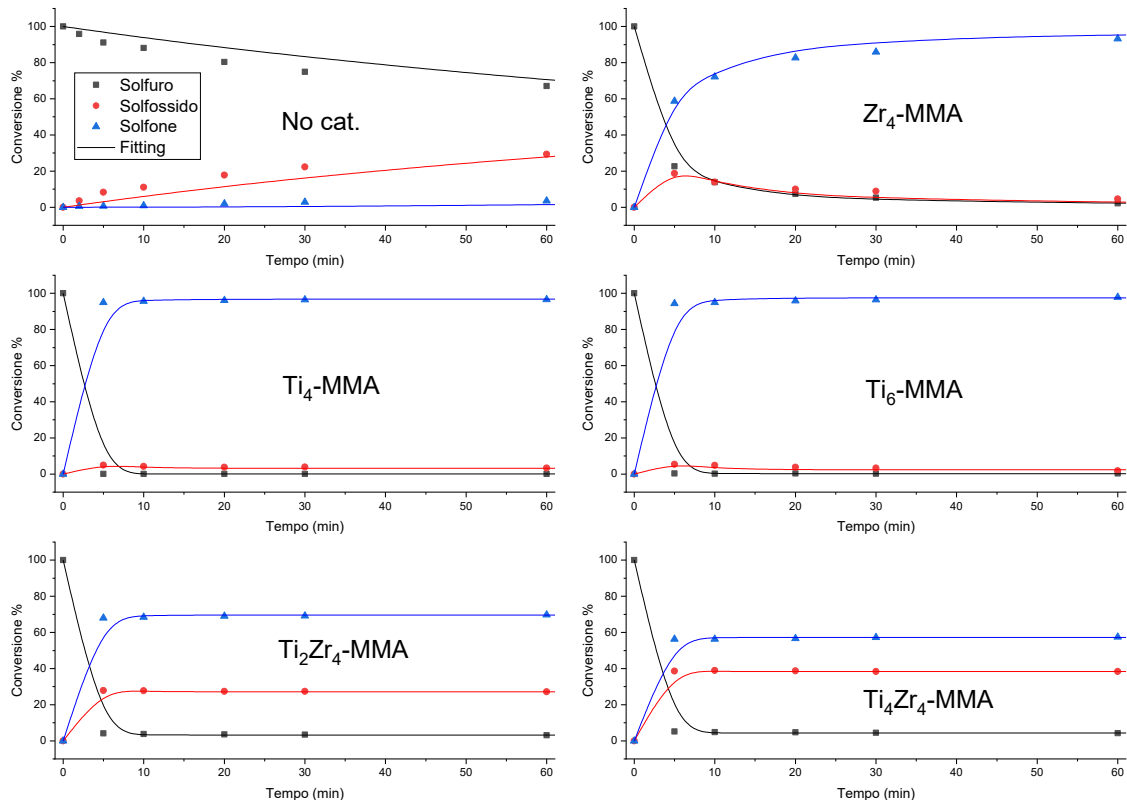 Conversione %
100
80
60
40
20
0
Solfuro
Solfossido
Solfone
Fitting
No cat.
0 10 20 30 40 50 60
Tempo (min)
Conversione %
100
80
60
40
20
0
Zr₄-MMA
0 10 20 30 40 50 60
Tempo (min)
Conversione %
100
80
60
40
20
0
Ti₄-MMA
0 10 20 30 40 50 60
Tempo (min)
Conversione %
100
80
60
40
20
0
Ti₆-MMA
0 10 20 30 40 50 60
Tempo (min)
Conversione %
100
80
60
40
20
0
Ti₂Zr₄-MMA
0 10 20 30 40 50 60
Tempo (min)
Conversione %
100
80
60
40
20
0
Ti₄Zr₄-MMA
0 10 20 30 40 50 60
Tempo (min)